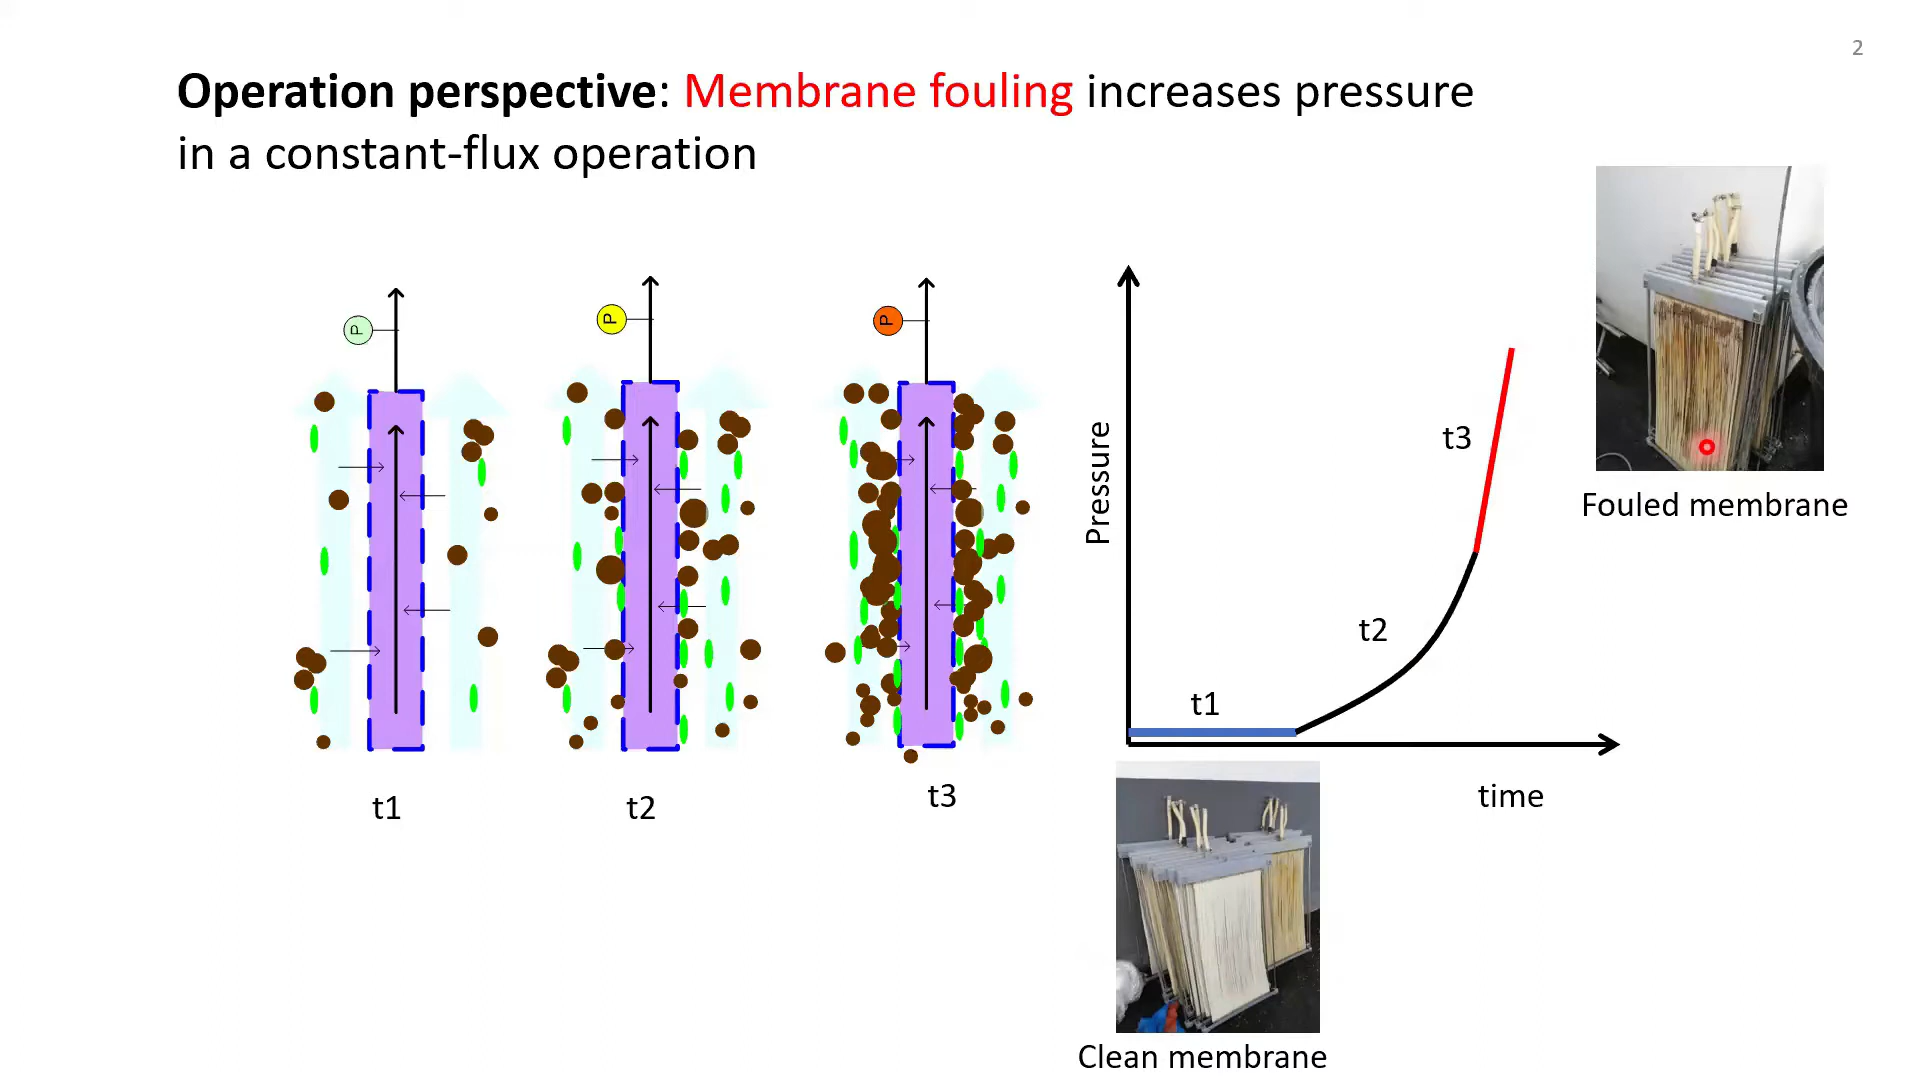 2
Operation perspective: Membrane fouling increases pressure
in a constant-flux operation
P
P
P
t1
t2
t3
Pressure
t1
t2
t3
time
Fouled membrane
Clean membrane